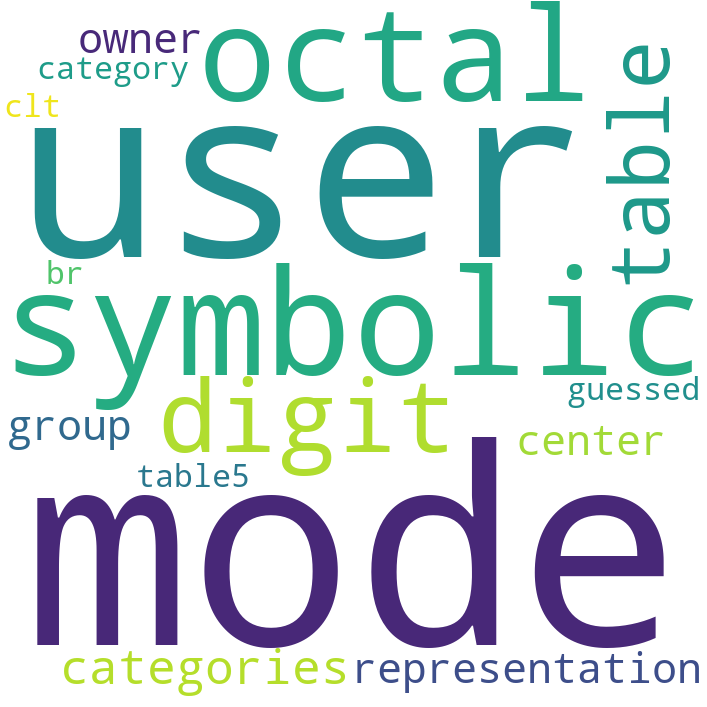 owner
octal
category
clt
user
table
br
symbolic
digit
guessed
group
center
table5
mode
categories
representation